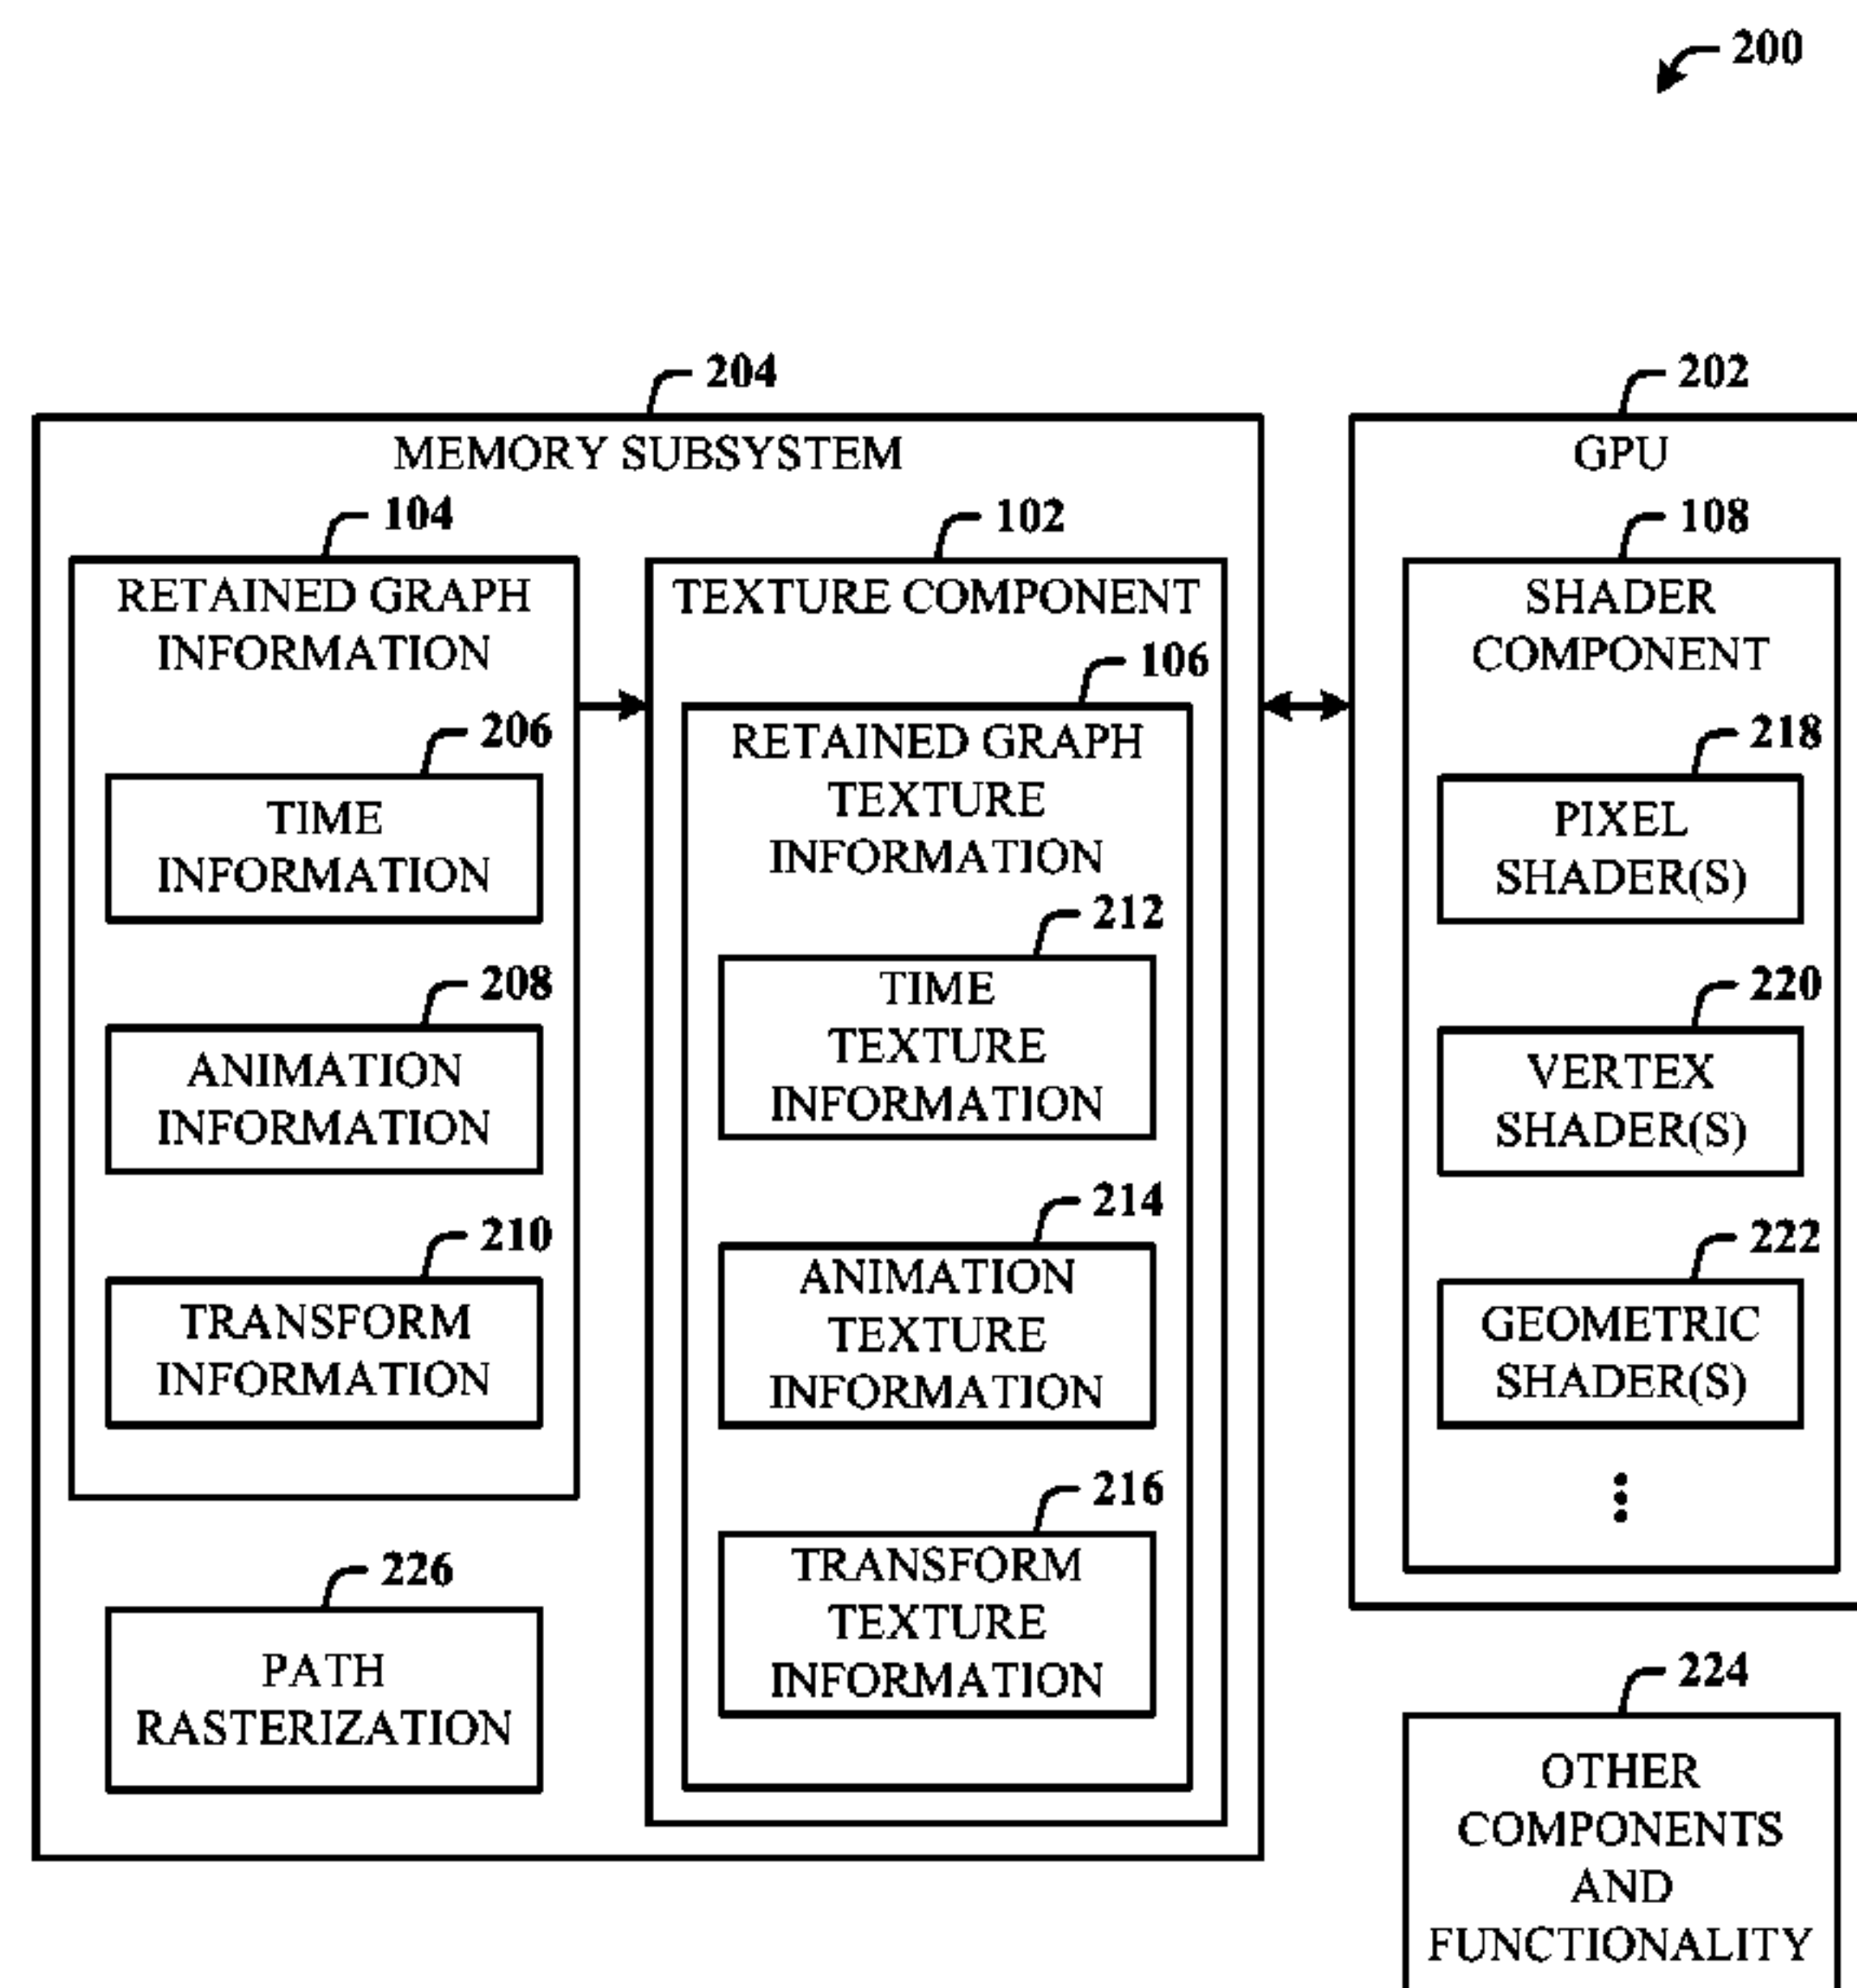 200
204
MEMORY SUBSYSTEM
104
RETAINED GRAPH
INFORMATION
206
TIME
INFORMATION
208
ANIMATION
INFORMATION
210
TRANSFORM
INFORMATION
226
PATH
RASTERIZATION
102
TEXTURE COMPONENT
106
RETAINED GRAPH
TEXTURE
INFORMATION
212
TIME
TEXTURE
INFORMATION
214
ANIMATION
TEXTURE
INFORMATION
216
TRANSFORM
TEXTURE
INFORMATION
202
GPU
108
SHADER
COMPONENT
218
PIXEL
SHADER(S)
220
VERTEX
SHADER(S)
222
GEOMETRIC
SHADER(S)
224
OTHER
COMPONENTS
AND
FUNCTIONALITY